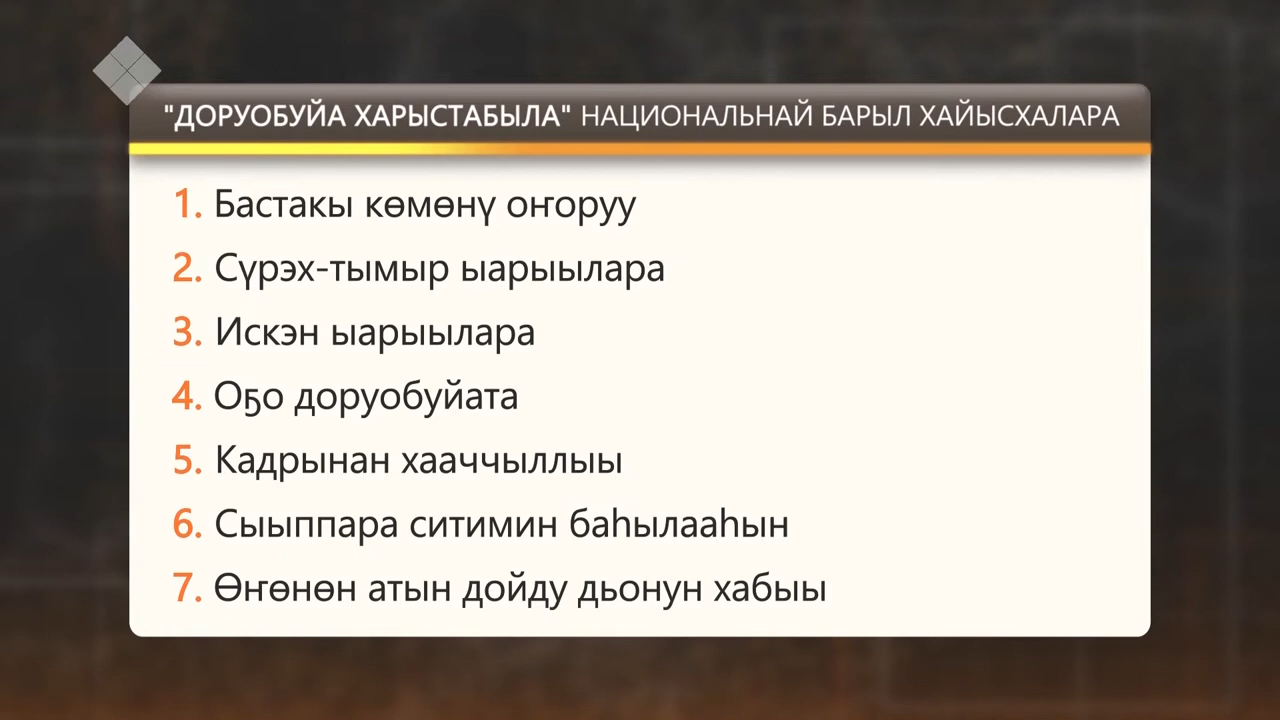 "ДОРУОБУЙА ХАРЫСТАБЫЛА" НАЦИОНАЛЬНАЙ БАРЫЛ ХАЙЫСХАЛАРА
1. Бастакы көмөнү оҥоруу
2. Сүрэх-тымыр ыарыылара
3. Искэн ыарыылара
4. Оҕо доруобуйата
5. Кадрынан хааччыллыы
6. Сыыппара ситимин баһылааһын
7. Өҥөнөн атын дойду дьонун хабыы